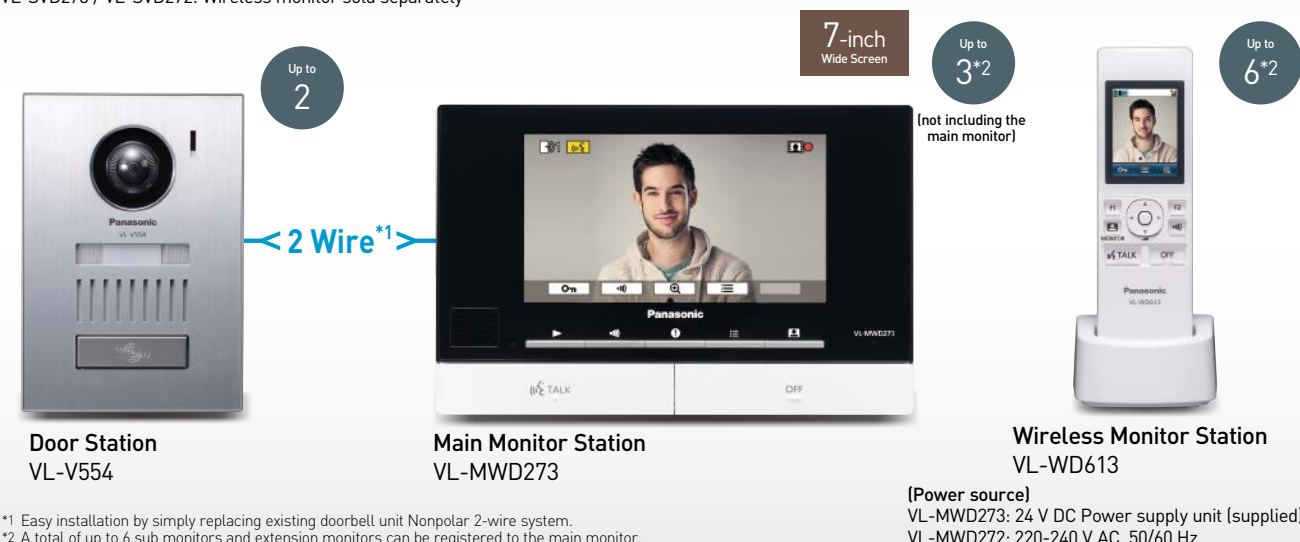 VL-SVD273 / VL-SVD272: Wireless monitor sold separately
7-inch
Wide Screen
Up to
2
Up to
3*2
(not including the
main monitor)
Up to
6*2
Panasonic
VL-V554
2 Wire*1
Panasonic
VL-MWD273
TALK
OFF
F1
F2
MONITOR
TALK
OFF
Panasonic
VL-WD613
Door Station
VL-V554
Main Monitor Station
VL-MWD273
Wireless Monitor Station
VL-WD613
(Power source)
VL-MWD273: 24 V DC Power supply unit (supplied)
VL-MWD272: 220-240 V AC, 50/60 Hz
*1 Easy installation by simply replacing existing doorbell unit Nonpolar 2-wire system.
*2 A total of up to 6 sub monitors and extension monitors can be registered to the main monitor.